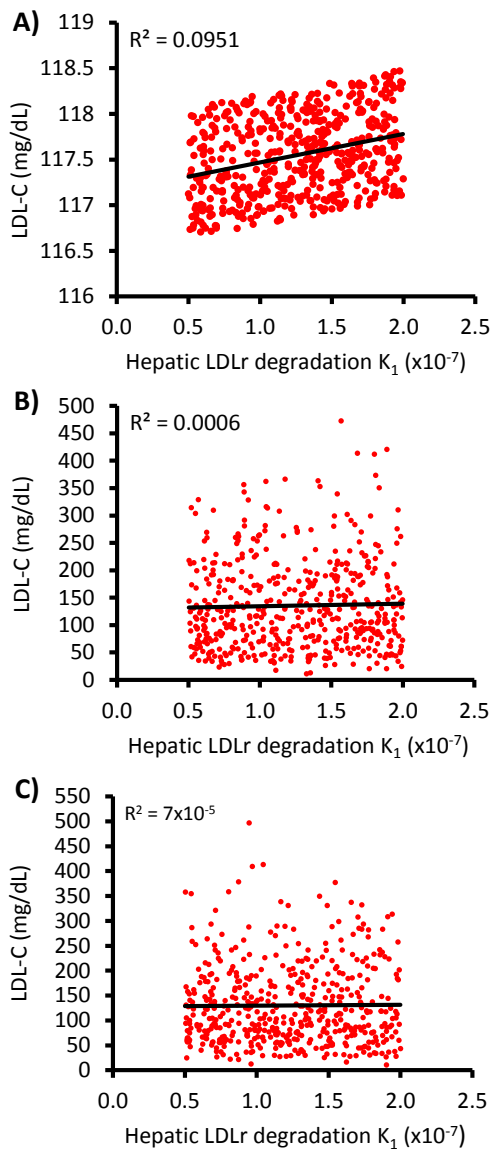 A)
R² = 0.0951
LDL-C (mg/dL)
119
118.5
118
117.5
117
116.5
116
0.0 0.5 1.0 1.5 2.0 2.5
Hepatic LDLr degradation K₁ (x10⁻⁷)
B)
R² = 0.0006
LDL-C (mg/dL)
500
450
400
350
300
250
200
150
100
50
0
0.0 0.5 1.0 1.5 2.0 2.5
Hepatic LDLr degradation K₁ (x10⁻⁷)
C)
R² = 7x10⁻⁵
LDL-C (mg/dL)
550
500
450
400
350
300
250
200
150
100
50
0
0.0 0.5 1.0 1.5 2.0 2.5
Hepatic LDLr degradation K₁ (x10⁻⁷)